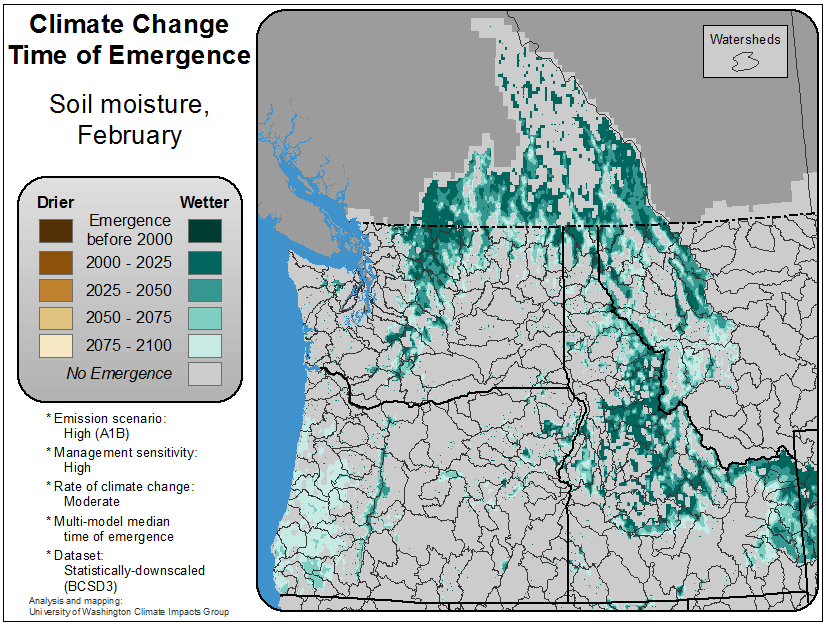 Climate Change
Time of Emergence
Soil moisture,
February
Drier
Wetter
Emergence
before 2000
2000 - 2025
2025 - 2050
2050 - 2075
2075 - 2100
No Emergence
* Emission scenario:
High (A1B)
* Management sensitivity:
High
* Rate of climate change:
Moderate
* Multi-model median
time of emergence
* Dataset:
Statistically-downscaled
(BCSD3)
Analysis and mapping:
University of Washington Climate Impacts Group
Watersheds